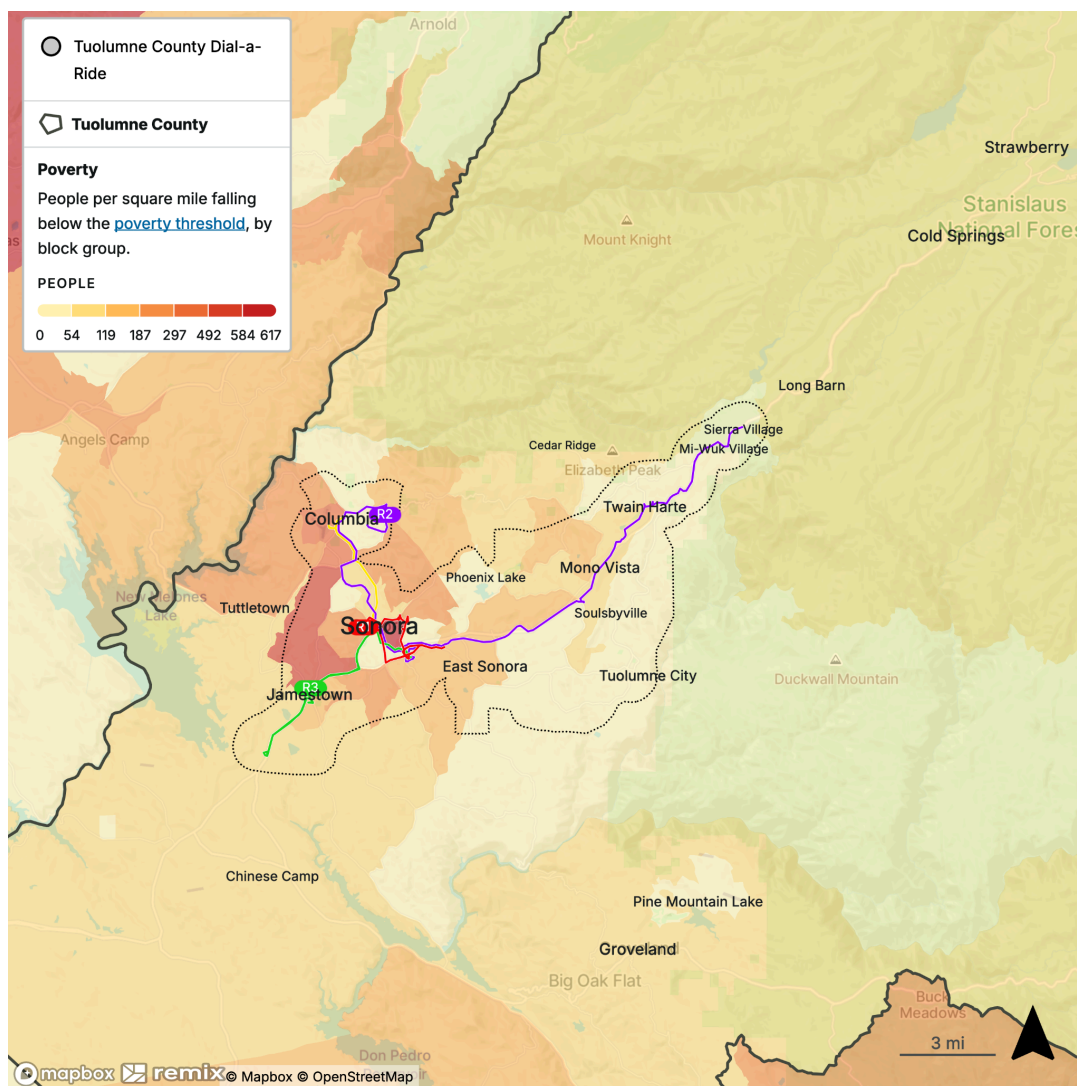 Tuolumne County Dial-a-
Ride
Tuolumne County
Poverty
People per square mile falling
below the poverty threshold, by
block group.
PEOPLE
0 54 119 187 297 492 584 617
Arnold
Strawberry
Stanislaus
National Fores
Cold Springs
Mount Knight
Long Barn
Angels Camp
Cedar Ridge
Sierra Village
Mi-Wuk Village
Elizabeth Peak
Twain Harte
Columbia
R2
Mono Vista
Phoenix Lake
New Melones
Lake
Tuttletown
Soulsbyville
Sonora
East Sonora
Tuolumne City
Duckwall Mountain
R3
Jamestown
Chinese Camp
Pine Mountain Lake
Groveland
Big Oak Flat
Buck
Meadows
3 mi
Don Pedro
mapbox remix © Mapbox © OpenStreetMap